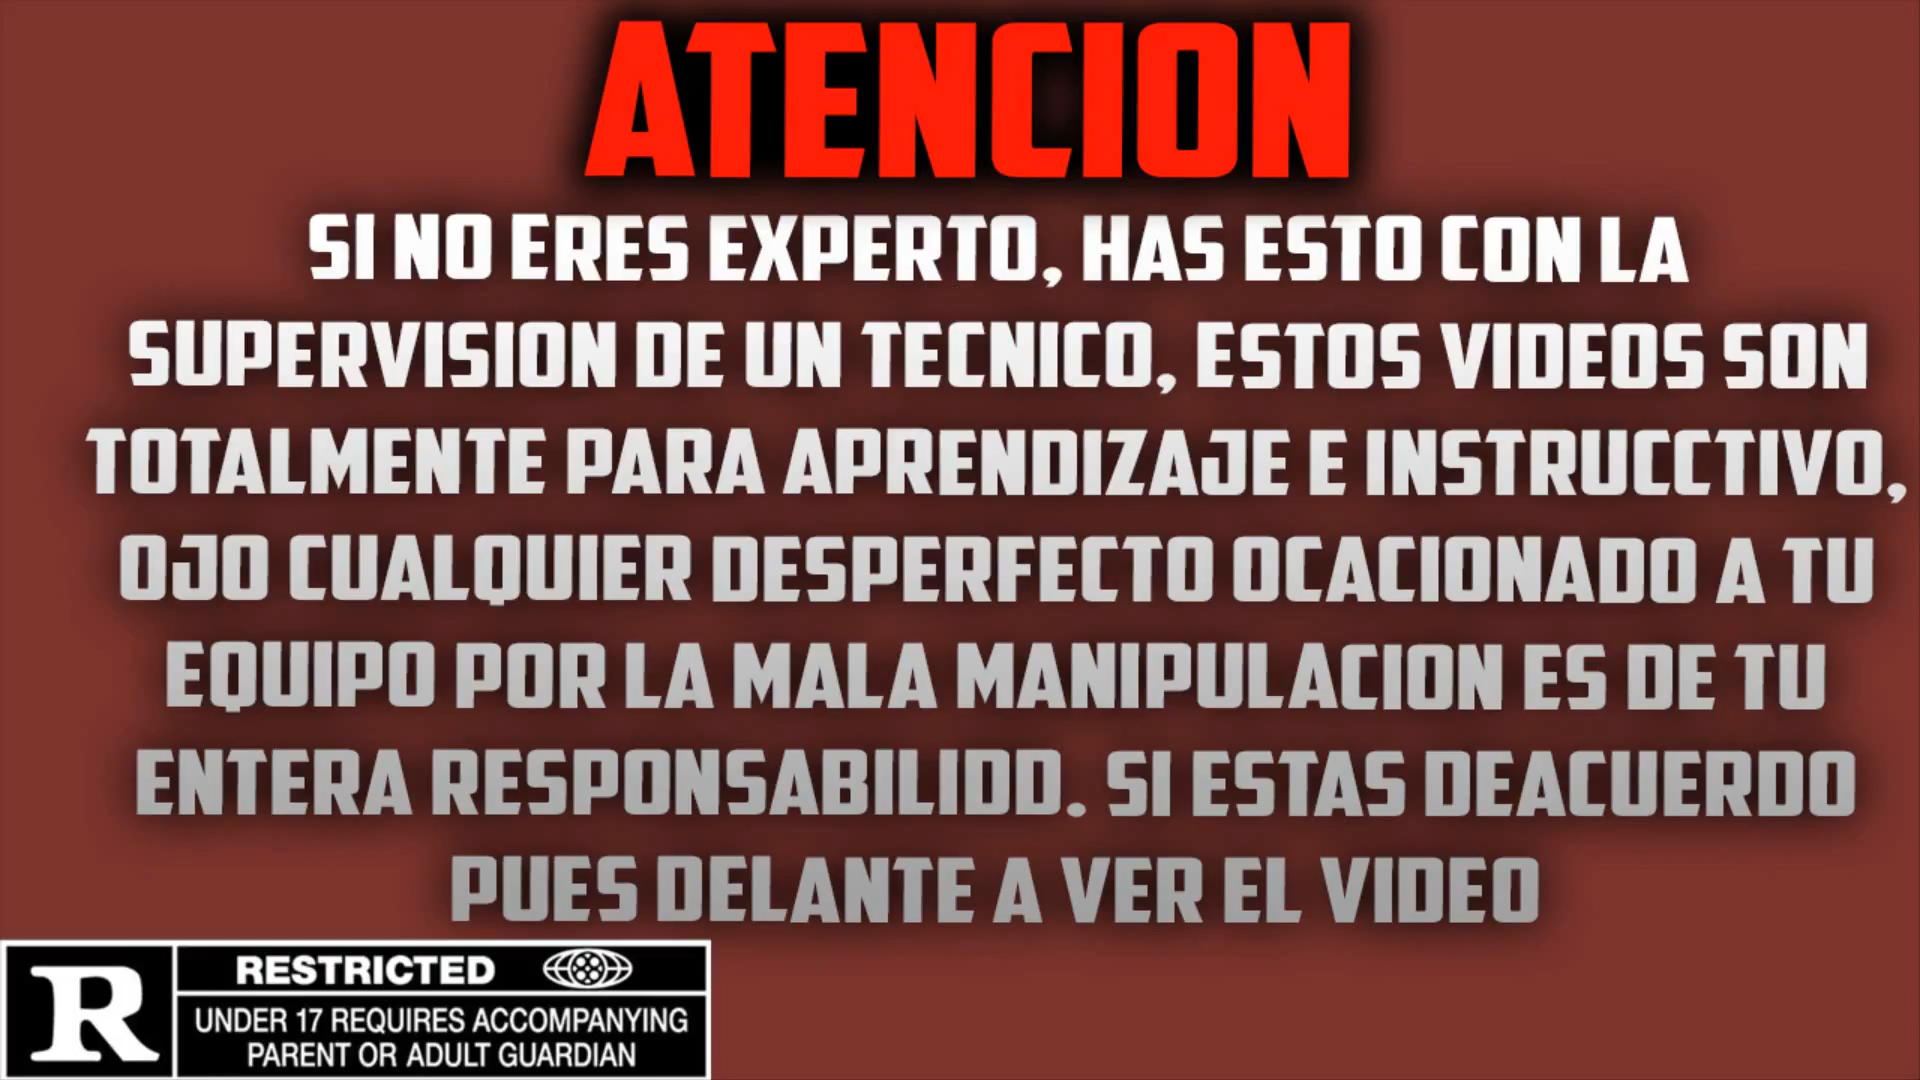 ATENCION
SI NO ERES EXPERTO, HAS ESTO CON LA
SUPERVISION DE UN TECNICO, ESTOS VIDEOS SON
TOTALMENTE PARA APRENDIZAJE E INSTRUCCTIVO,
OJO CUALQUIER DESPERFECTO OCACIONADO A TU
EQUIPO POR LA MALA MANIPULACION ES DE TU
ENTERA RESPONSABILIDD. SI ESTAS DEACUERDO
PUES DELANTE A VER EL VIDEO
R
RESTRICTED
UNDER 17 REQUIRES ACCOMPANYING
PARENT OR ADULT GUARDIAN